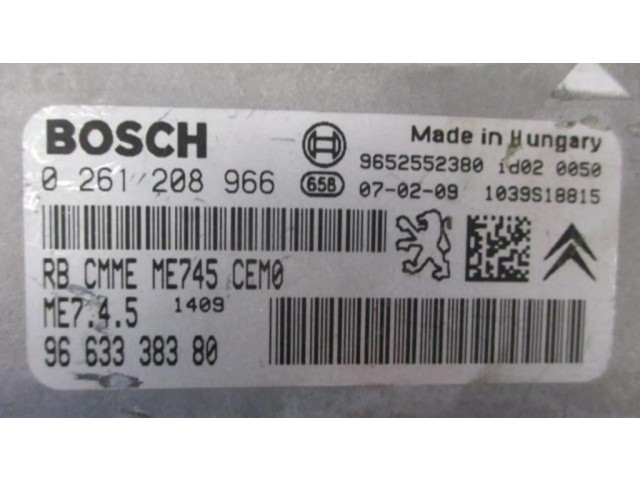 BOSCH
Made in Hungary
9652552380 id02 0050
0 261 208 966
658
07-02-09 1039S18815
RB CMME ME745 CEM0
ME7.4.5 1409
96 633 383 80